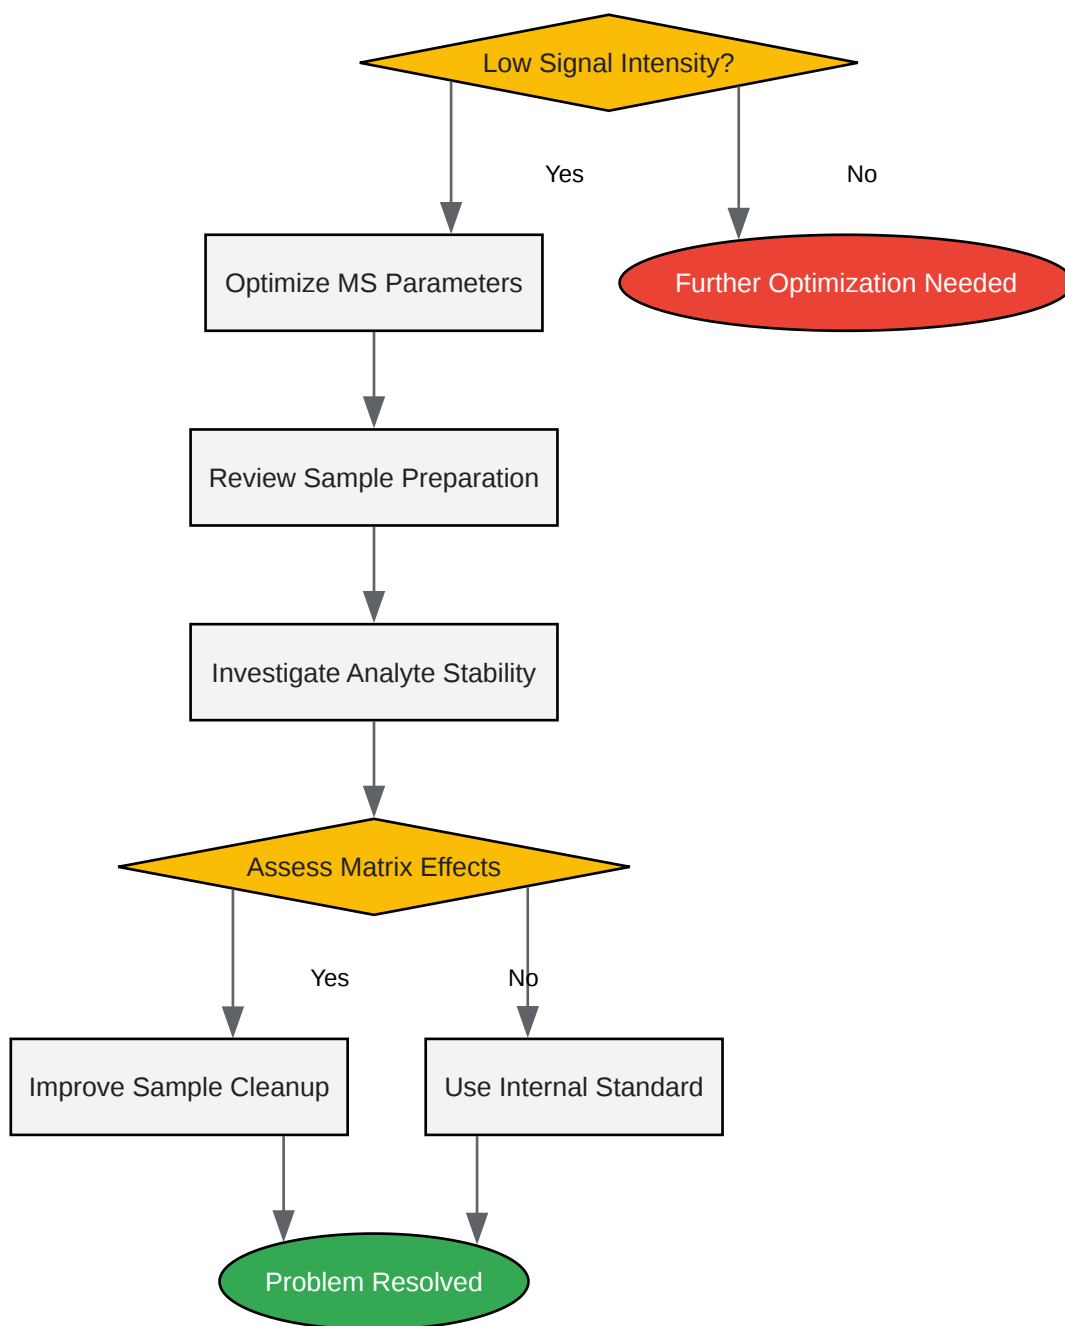 Low Signal Intensity?
Yes
No
Optimize MS Parameters
Further Optimization Needed
Review Sample Preparation
Investigate Analyte Stability
Assess Matrix Effects
Yes
No
Improve Sample Cleanup
Use Internal Standard
Problem Resolved